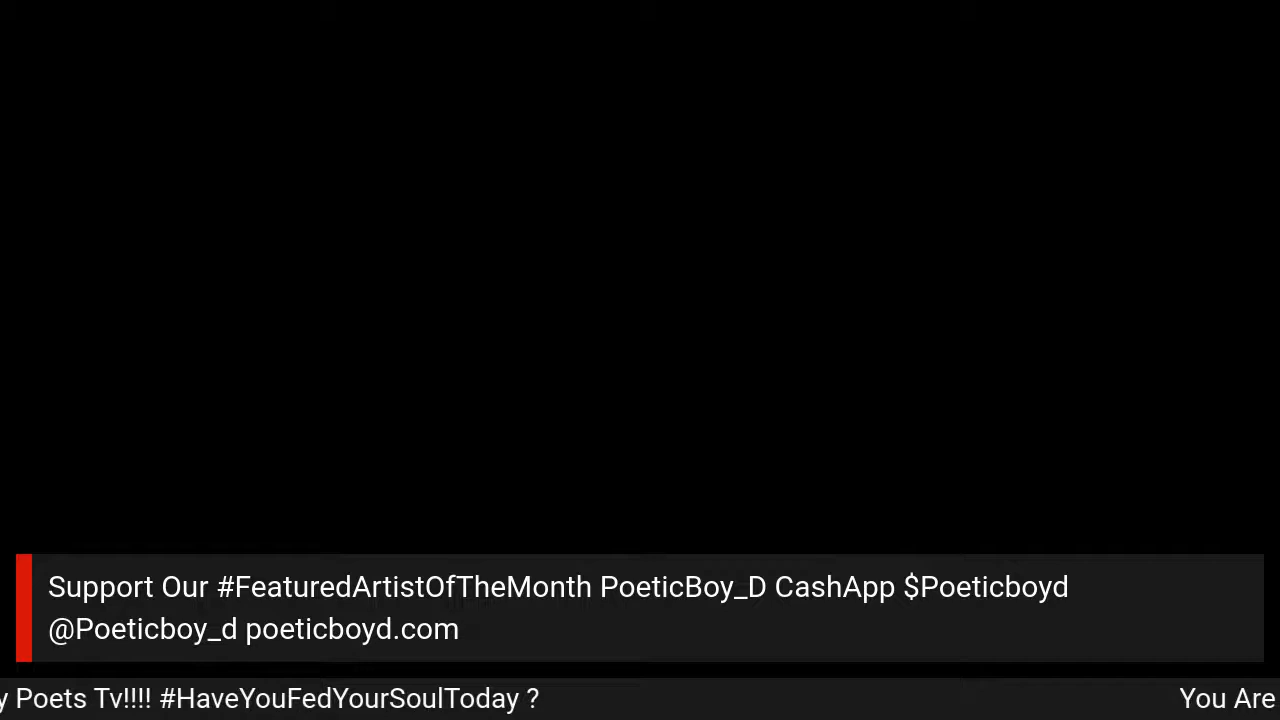 Support Our #FeaturedArtistOfTheMonth PoeticBoy_D CashApp $Poeticboyd
@Poeticboy_d poeticboyd.com
y Poets Tv!!!! #HaveYouFedYourSoulToday ? You Are